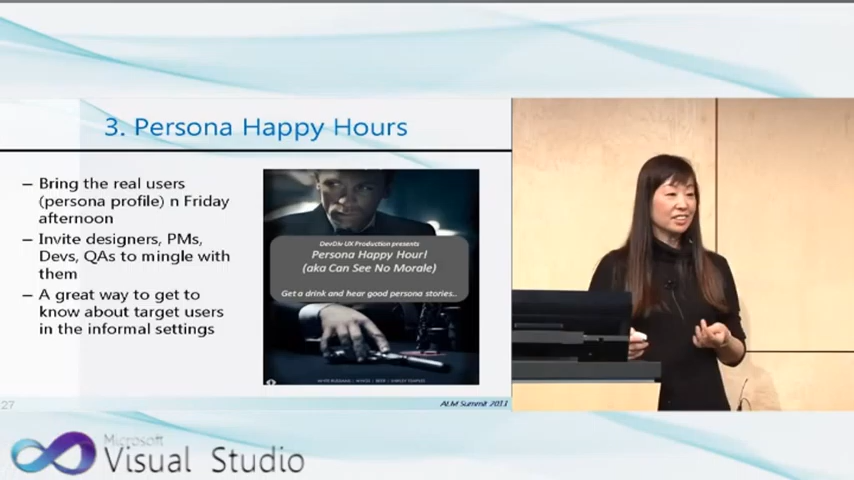 3. Persona Happy Hours
– Bring the real users
(persona profile) n Friday
afternoon
– Invite designers, PMs,
Devs, QAs to mingle with
them
– A great way to get to
know about target users
in the informal settings
DevDiv UX Production presents
Persona Happy Hour!
(aka Can See No Morale)
Get a drink and hear good persona stories..
27
ALM Summit 2011
Microsoft
Visual Studio